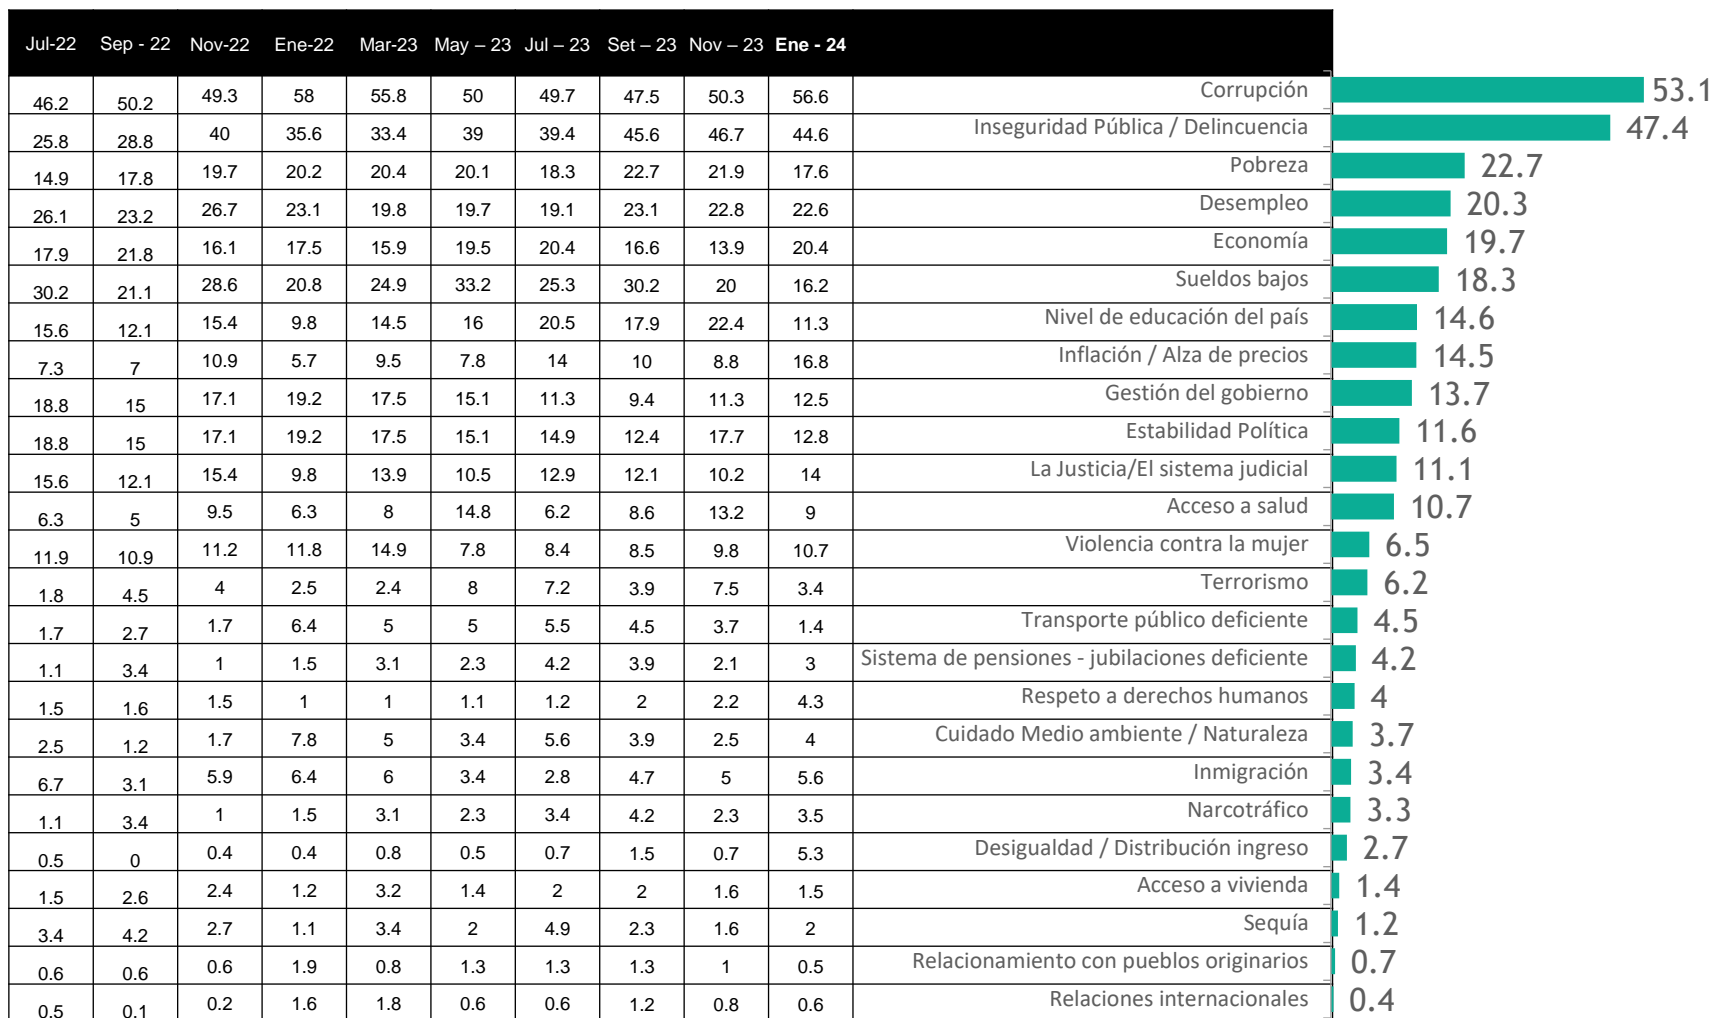 Jul-22 Sep - 22 Nov-22 Ene-22 Mar-23 May – 23 Jul – 23 Set – 23 Nov – 23 Ene - 24
46.2 50.2 49.3 58 55.8 50 49.7 47.5 50.3 56.6 Corrupción 53.1
25.8 28.8 40 35.6 33.4 39 39.4 45.6 46.7 44.6 Inseguridad Pública / Delincuencia 47.4
14.9 17.8 19.7 20.2 20.4 20.1 18.3 22.7 21.9 17.6 Pobreza 22.7
26.1 23.2 26.7 23.1 19.8 19.7 19.1 23.1 22.8 22.6 Desempleo 20.3
17.9 21.8 16.1 17.5 15.9 19.5 20.4 16.6 13.9 20.4 Economía 19.7
30.2 21.1 28.6 20.8 24.9 33.2 25.3 30.2 20 16.2 Sueldos bajos 18.3
15.6 12.1 15.4 9.8 14.5 16 20.5 17.9 22.4 11.3 Nivel de educación del país 14.6
7.3 7 10.9 5.7 9.5 7.8 14 10 8.8 16.8 Inflación / Alza de precios 14.5
18.8 15 17.1 19.2 17.5 15.1 11.3 9.4 11.3 12.5 Gestión del gobierno 13.7
18.8 15 17.1 19.2 17.5 15.1 14.9 12.4 17.7 12.8 Estabilidad Política 11.6
15.6 12.1 15.4 9.8 13.9 10.5 12.9 12.1 10.2 14 La Justicia/El sistema judicial 11.1
6.3 5 9.5 6.3 8 14.8 6.2 8.6 13.2 9 Acceso a salud 10.7
11.9 10.9 11.2 11.8 14.9 7.8 8.4 8.5 9.8 10.7 Violencia contra la mujer 6.5
1.8 4.5 4 2.5 2.4 8 7.2 3.9 7.5 3.4 Terrorismo 6.2
1.7 2.7 1.7 6.4 5 5 5.5 4.5 3.7 1.4 Transporte público deficiente 4.5
1.1 3.4 1 1.5 3.1 2.3 4.2 3.9 2.1 3 Sistema de pensiones - jubilaciones deficiente 4.2
1.5 1.6 1.5 1 1 1.1 1.2 2 2.2 4.3 Respeto a derechos humanos 4
2.5 1.2 1.7 7.8 5 3.4 5.6 3.9 2.5 4 Cuidado Medio ambiente / Naturaleza 3.7
6.7 3.1 5.9 6.4 6 3.4 2.8 4.7 5 5.6 Inmigración 3.4
1.1 3.4 1 1.5 3.1 2.3 3.4 4.2 2.3 3.5 Narcotráfico 3.3
0.5 0 0.4 0.4 0.8 0.5 0.7 1.5 0.7 5.3 Desigualdad / Distribución ingreso 2.7
1.5 2.6 2.4 1.2 3.2 1.4 2 2 1.6 1.5 Acceso a vivienda 1.4
3.4 4.2 2.7 1.1 3.4 2 4.9 2.3 1.6 2 Sequía 1.2
0.6 0.6 0.6 1.9 0.8 1.3 1.3 1.3 1 0.5 Relacionamiento con pueblos originarios 0.7
0.5 0.1 0.2 1.6 1.8 0.6 0.6 1.2 0.8 0.6 Relaciones internacionales 0.4